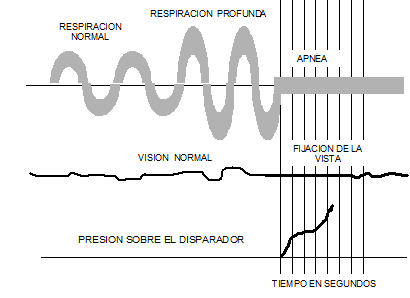 RESPIRACION PROFUNDA
RESPIRACION
NORMAL
APNEA
FIJACION DE LA
VISTA
VISION NORMAL
PRESION SOBRE EL DISPARADOR
TIEMPO EN SEGUNDOS